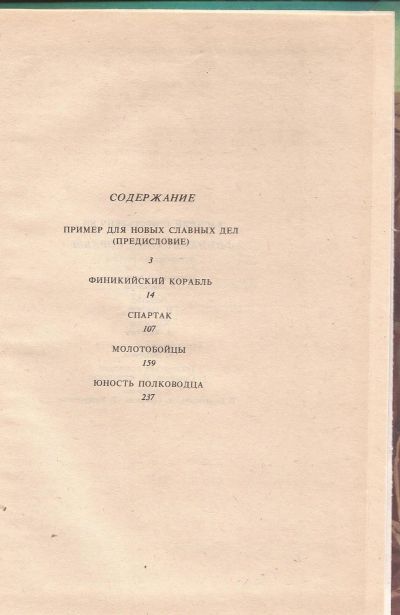 СОДЕРЖАНИЕ
ПРИМЕР ДЛЯ НОВЫХ СЛАВНЫХ ДЕЛ
(ПРЕДИСЛОВИЕ)
3
ФИНИКИЙСКИЙ КОРАБЛЬ
14
СПАРТАК
107
МОЛОТОБОЙЦЫ
159
ЮНОСТЬ ПОЛКОВОДЦА
237